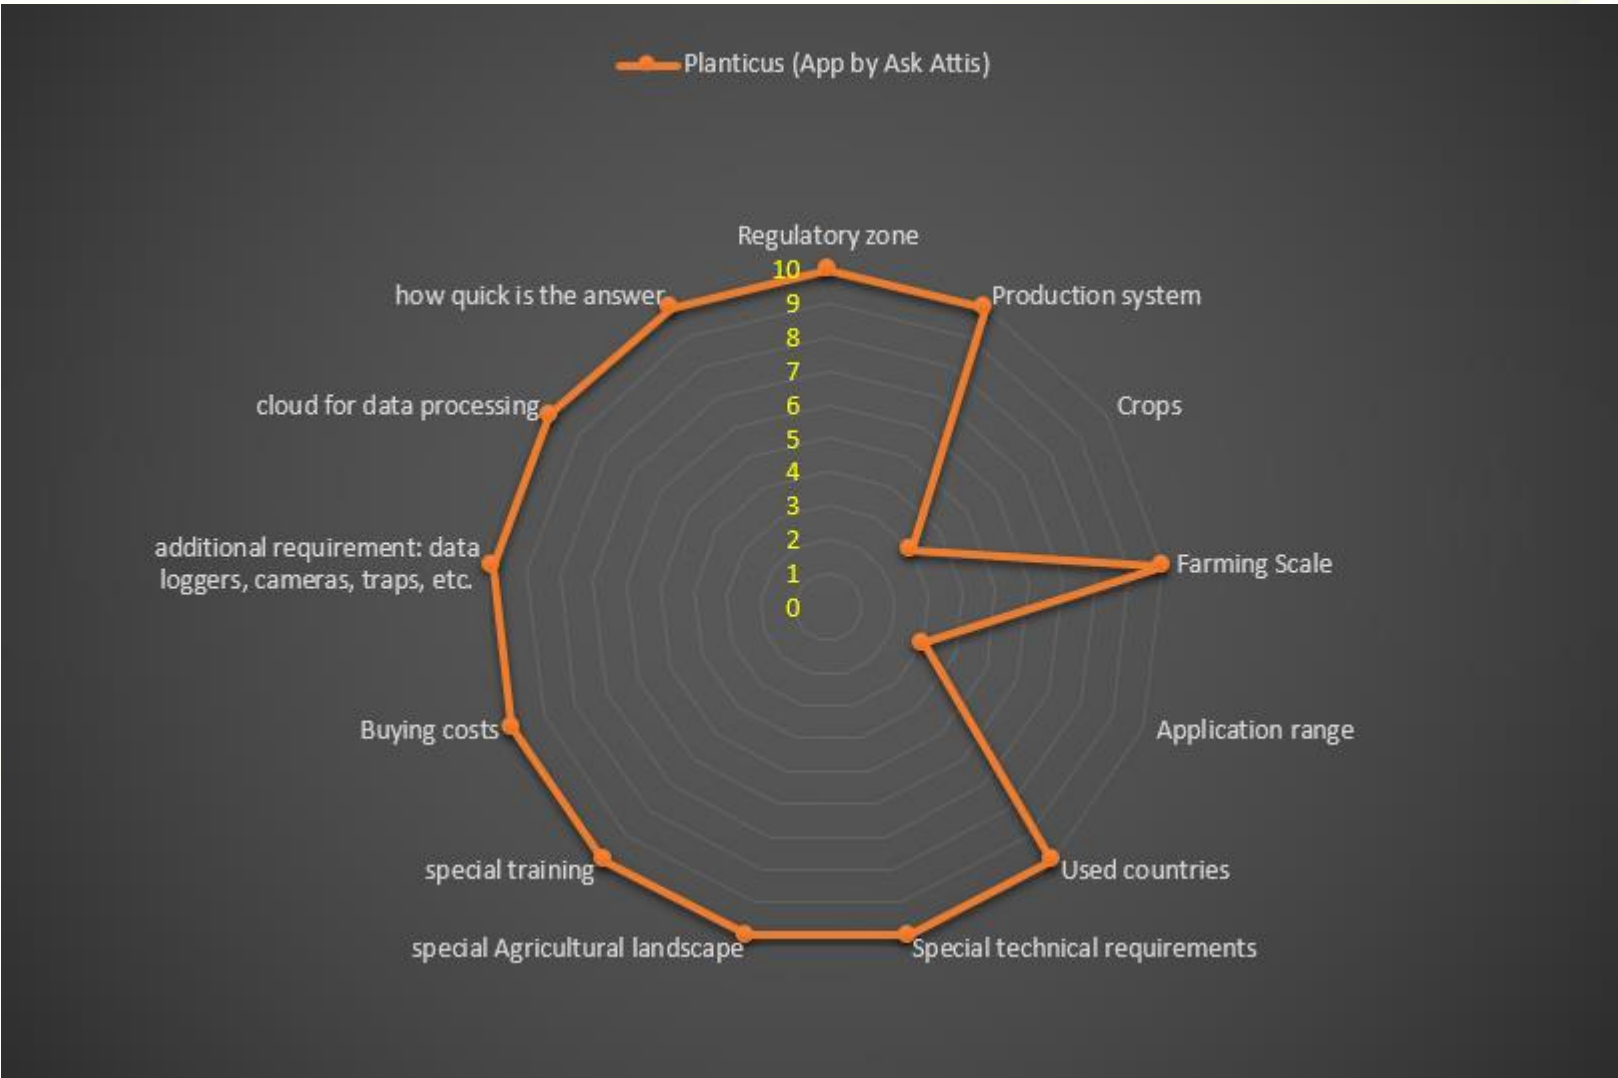 Planticus (App by Ask Attis)
Regulatory zone
10
9
8
7
6
5
4
3
2
1
0
Production system
Crops
Farming Scale
Application range
Used countries
Special technical requirements
special Agricultural landscape
special training
Buying costs
additional requirement: data
loggers, cameras, traps, etc.
cloud for data processing
how quick is the answer